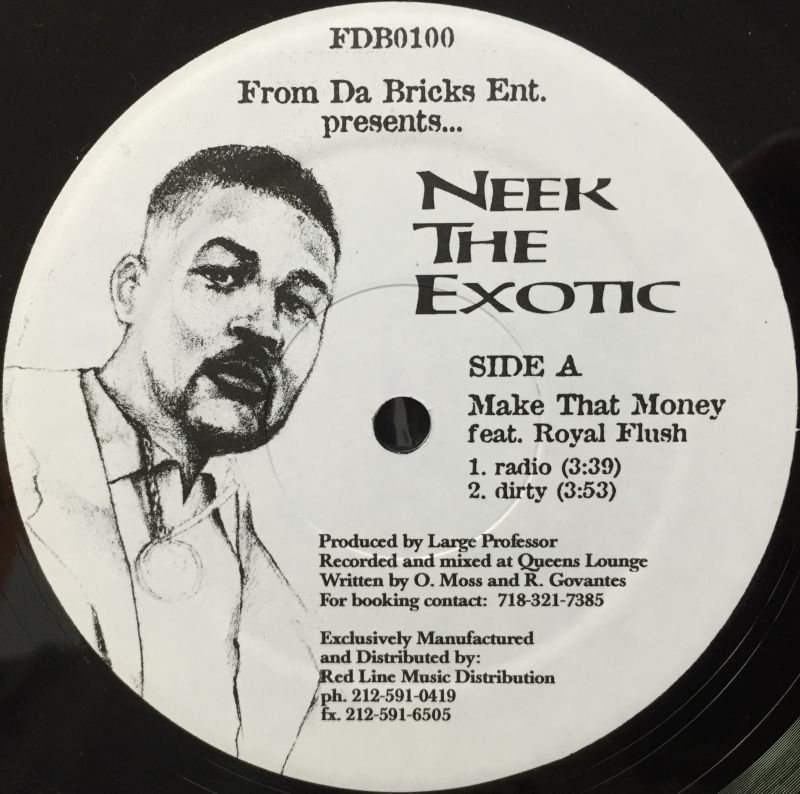 FDB0100
From Da Bricks Ent.
presents...
NEEK
THE
EXOTIC
SIDE A
Make That Money
feat. Royal Flush
1. radio (3:39)
2. dirty (3:53)
Produced by Large Professor
Recorded and mixed at Queens Lounge
Written by O. Moss and R. Govantes
For booking contact: 718-321-7385
Exclusively Manufactured
and Distributed by:
Red Line Music Distribution
ph. 212-591-0419
fx. 212-591-6505